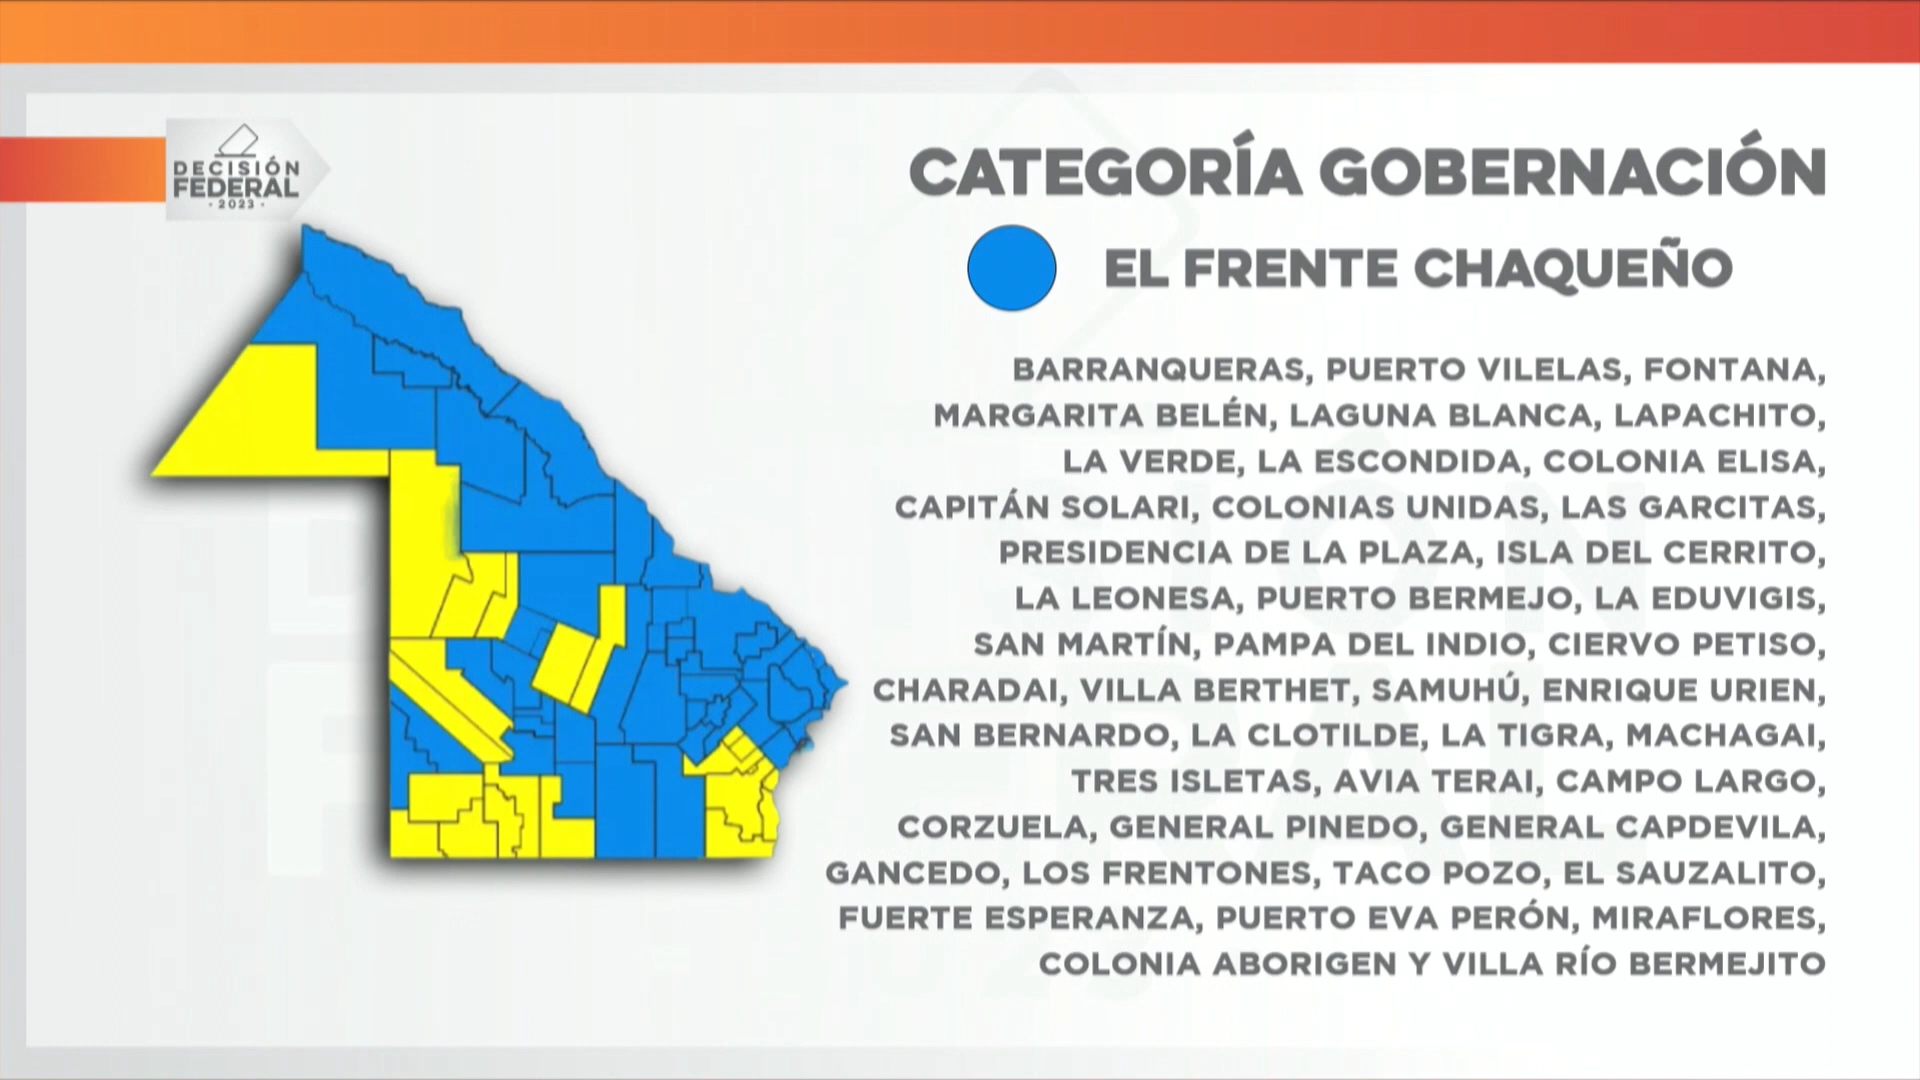 DECISIÓN
FEDERAL
· 2023 ·
CATEGORÍA GOBERNACIÓN
EL FRENTE CHAQUEÑO
BARRANQUERAS, PUERTO VILELAS, FONTANA,
MARGARITA BELÉN, LAGUNA BLANCA, LAPACHITO,
LA VERDE, LA ESCONDIDA, COLONIA ELISA,
CAPITÁN SOLARI, COLONIAS UNIDAS, LAS GARCITAS,
PRESIDENCIA DE LA PLAZA, ISLA DEL CERRITO,
LA LEONESA, PUERTO BERMEJO, LA EDUVIGIS,
SAN MARTÍN, PAMPA DEL INDIO, CIERVO PETISO,
CHARADAI, VILLA BERTHET, SAMUHÚ, ENRIQUE URIEN,
SAN BERNARDO, LA CLOTILDE, LA TIGRA, MACHAGAI,
TRES ISLETAS, AVIA TERAI, CAMPO LARGO,
CORZUELA, GENERAL PINEDO, GENERAL CAPDEVILA,
GANCEDO, LOS FRENTONES, TACO POZO, EL SAUZALITO,
FUERTE ESPERANZA, PUERTO EVA PERÓN, MIRAFLORES,
COLONIA ABORIGEN Y VILLA RÍO BERMEJITO